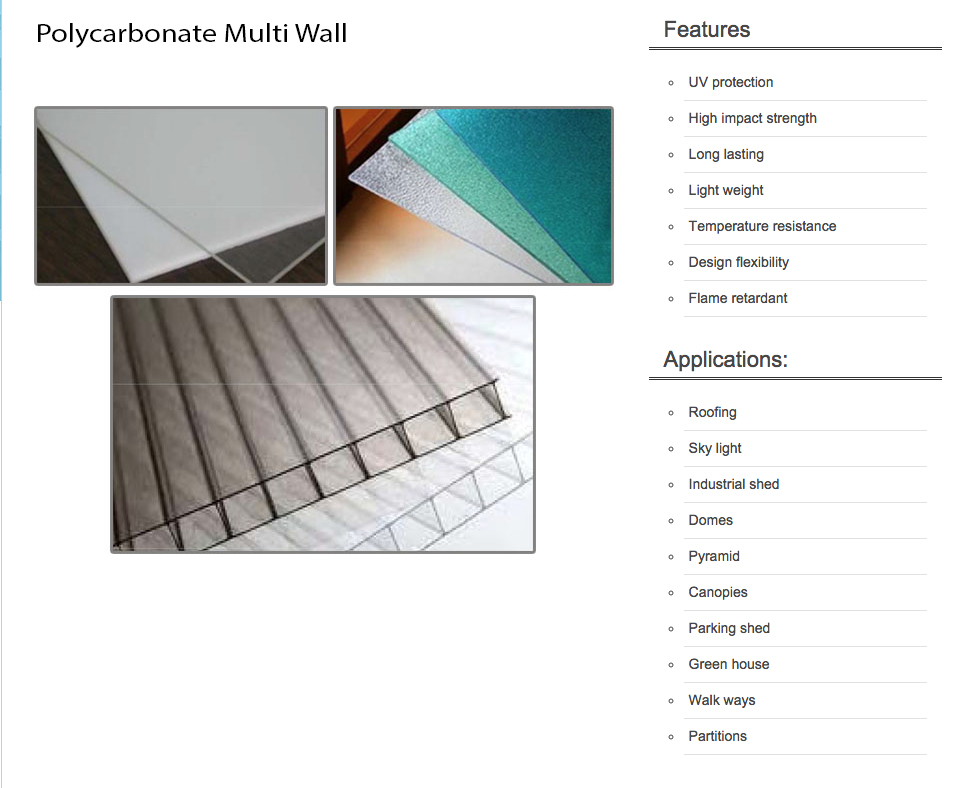 Polycarbonate Multi Wall
Features
UV protection
High impact strength
Long lasting
Light weight
Temperature resistance
Design flexibility
Flame retardant
Applications:
Roofing
Sky light
Industrial shed
Domes
Pyramid
Canopies
Parking shed
Green house
Walk ways
Partitions